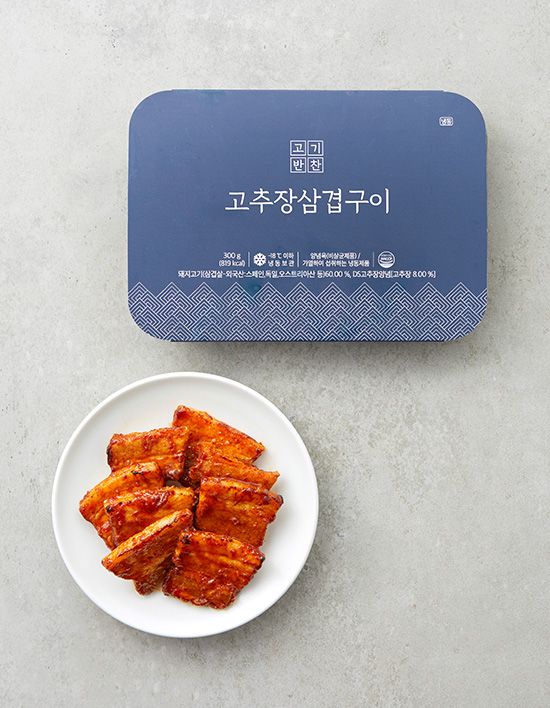 냉동
고기
반찬
고추장삼겹구이
300 g
(819 kcal)
-18℃ 이하
냉동보관
양념육(비살균제품) /
가열하여 섭취하는 냉동제품
돼지고기(삼겹살-외국산:스페인,독일,오스트리아산 등)60.00 %, DS고추장양념[고추장 8.00 %]